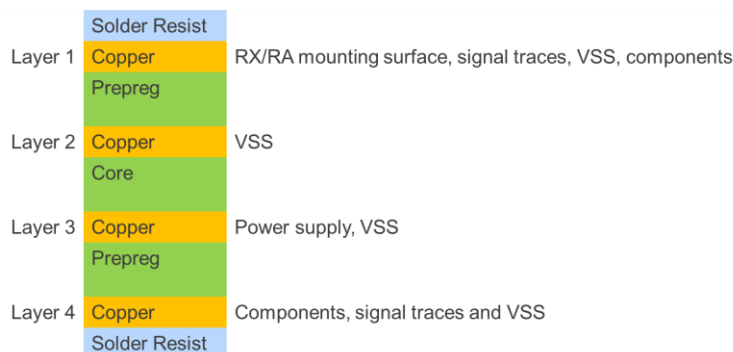 Solder Resist
Layer 1 Copper RX/RA mounting surface, signal traces, VSS, components
Prepreg
Layer 2 Copper VSS
Core
Layer 3 Copper Power supply, VSS
Prepreg
Layer 4 Copper Components, signal traces and VSS
Solder Resist